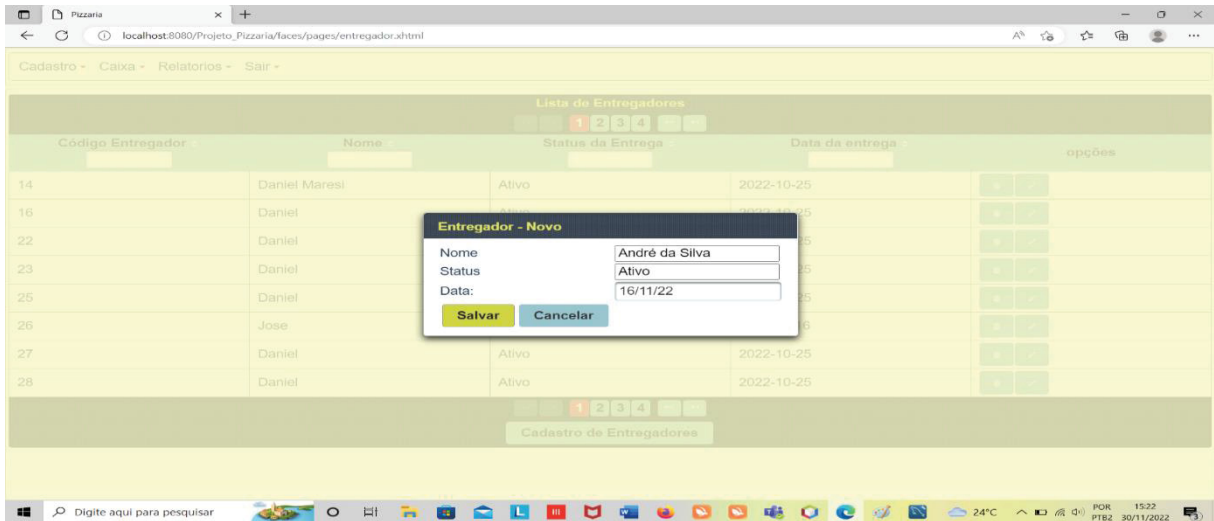 Pizzaria
localhost:8080/Projeto_Pizzaria/faces/pages/entregador.xhtml
Cadastro Caixa Relatorios Sair
Lista de Entregadores
1 2 3 4
Código Entregador Nome Status da Entrega Data da entrega opções
14 Daniel Maresi Ativo 2022-10-25
16 Daniel Ativo 2022-10-25
22 Daniel
23 Daniel
25 Daniel
26 Jose
27 Daniel Ativo 2022-10-25
28 Daniel Ativo 2022-10-25
Entregador - Novo
Nome André da Silva
Status Ativo
Data: 16/11/22
Salvar Cancelar
1 2 3 4
Cadastro de Entregadores
Digite aqui para pesquisar 24°C POR 15:22
PTB2 30/11/2022